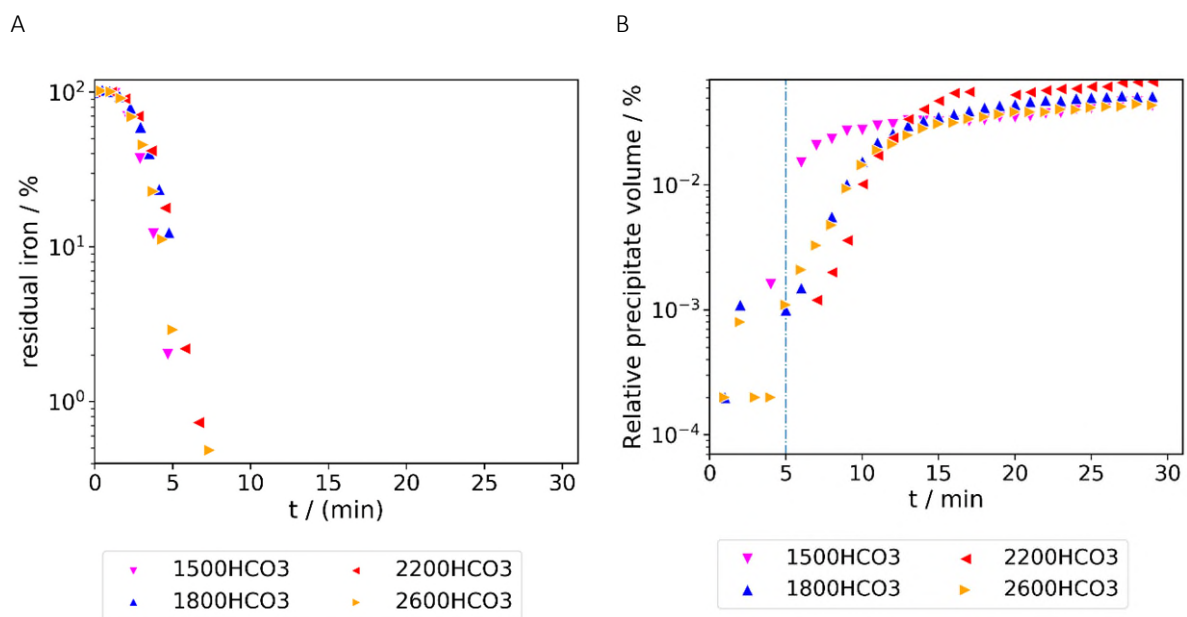 A
B
10²
10¹
10⁰
residual iron / %
0 5 10 15 20 25 30
t / (min)
1500HCO3 2200HCO3
1800HCO3 2600HCO3
10⁻²
10⁻³
10⁻⁴
Relative precipitate volume / %
0 5 10 15 20 25 30
t / min
1500HCO3 2200HCO3
1800HCO3 2600HCO3